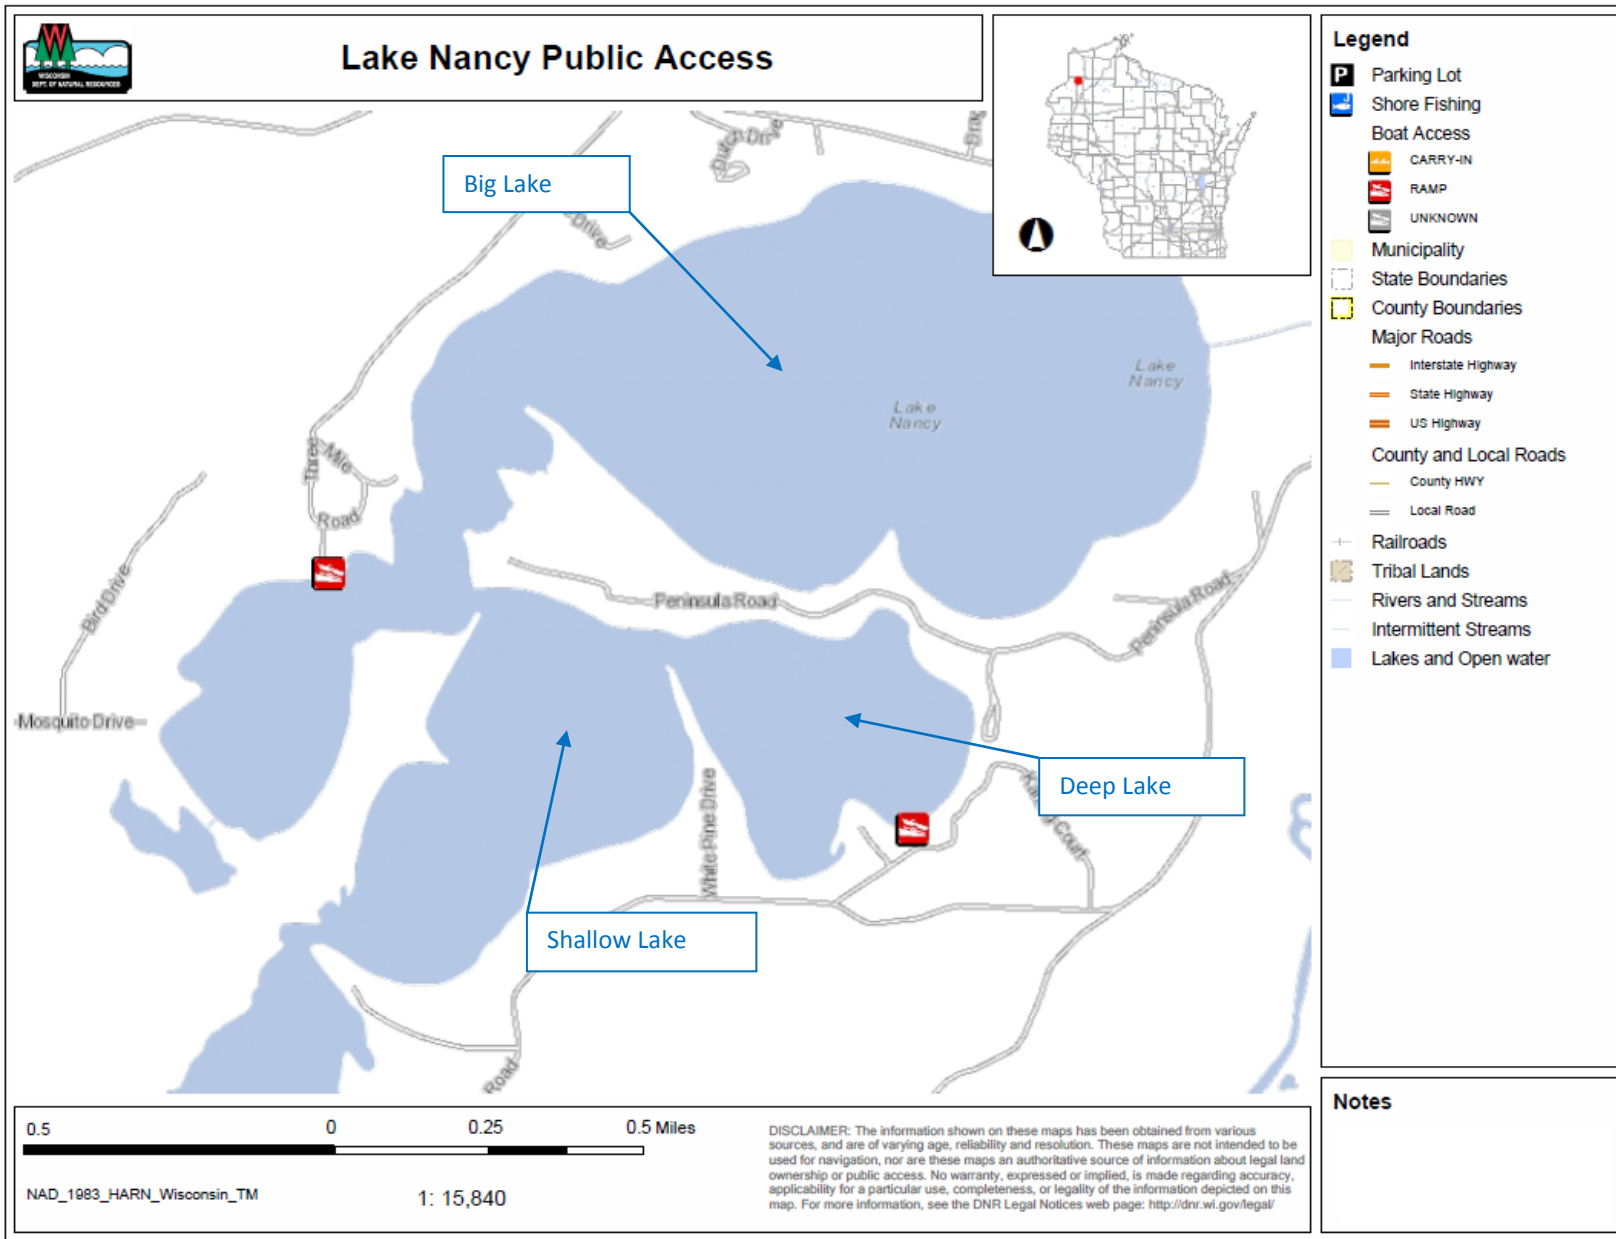 WISCONSIN
DEPT. OF NATURAL RESOURCES
Lake Nancy Public Access
Dutch Drive
Big Lake
Drive
Lake
Nancy
Lake
Nancy
Three
Mile
Road
Bird Drive
Peninsula Road
Peninsula Road
Mosquito Drive
White Pine Drive
Deep Lake
Court
Shallow Lake
Road
Legend
P
Parking Lot
Shore Fishing
Boat Access
CARRY-IN
RAMP
UNKNOWN
Municipality
State Boundaries
County Boundaries
Major Roads
Interstate Highway
State Highway
US Highway
County and Local Roads
County HWY
Local Road
Railroads
Tribal Lands
Rivers and Streams
Intermittent Streams
Lakes and Open water
Notes
0.5 0 0.25 0.5 Miles
NAD_1983_HARN_Wisconsin_TM
1: 15,840
DISCLAIMER: The information shown on these maps has been obtained from various
sources, and are of varying age, reliability and resolution. These maps are not intended to be
used for navigation, nor are these maps an authoritative source of information about legal land
ownership or public access. No warranty, expressed or implied, is made regarding accuracy,
applicability for a particular use, completeness, or legality of the information depicted on this
map. For more information, see the DNR Legal Notices web page: http://dnr.wi.gov/legal/